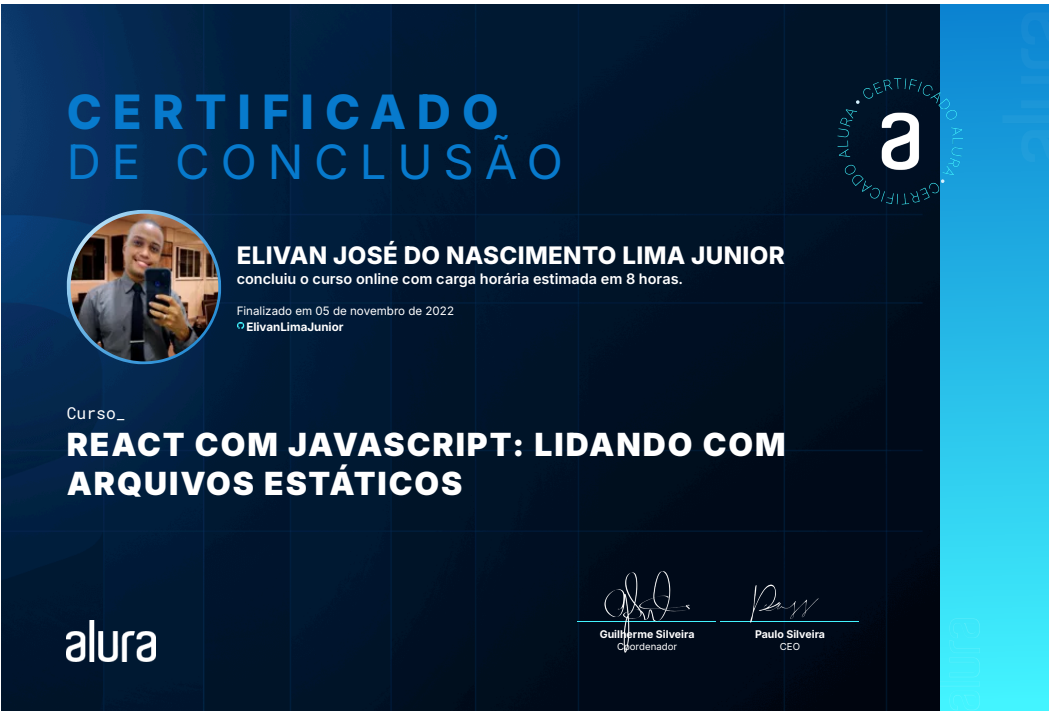 CERTIFICADO
DE CONCLUSÃO
CERTIFICADO ALURA • CERTIFICADO ALURA •
a
ELIVAN JOSÉ DO NASCIMENTO LIMA JUNIOR
concluiu o curso online com carga horária estimada em 8 horas.
Finalizado em 05 de novembro de 2022
ElivanLimaJunior
Curso_
REACT COM JAVASCRIPT: LIDANDO COM
ARQUIVOS ESTÁTICOS
Guilherme Silveira
Coordenador
Paulo Silveira
CEO
alura
alura
alura